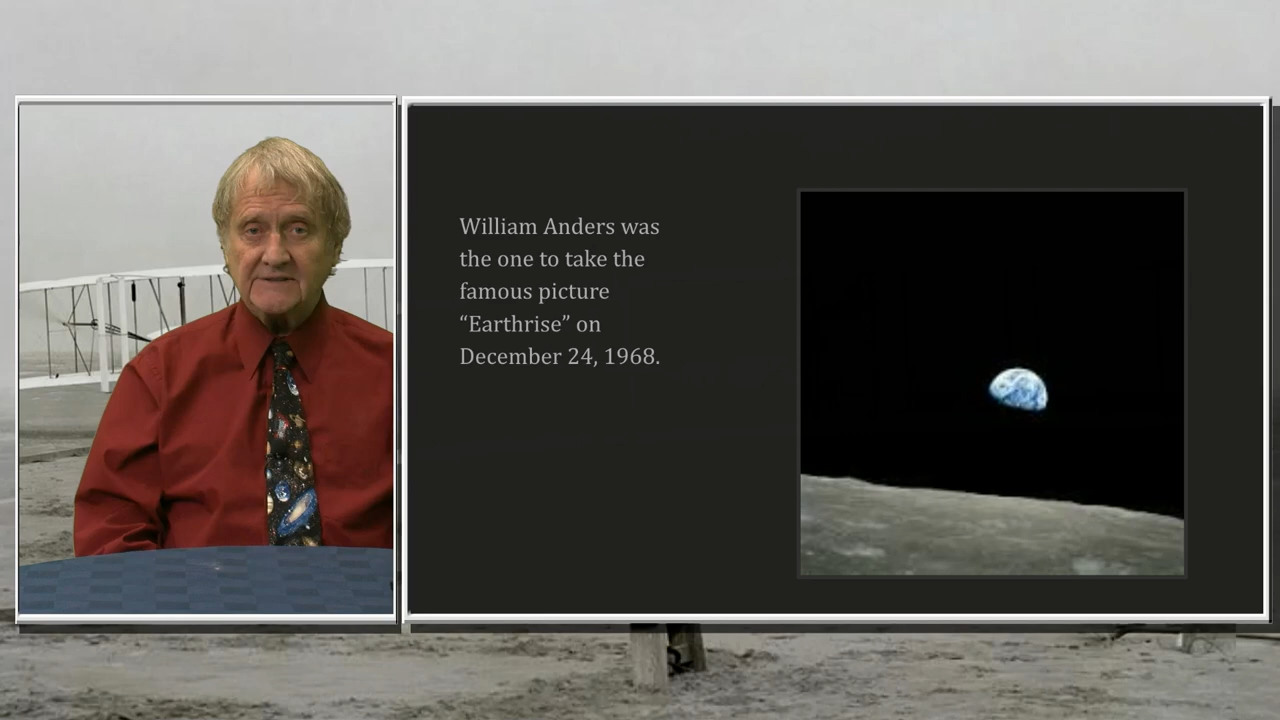 William Anders was
the one to take the
famous picture
“Earthrise” on
December 24, 1968.